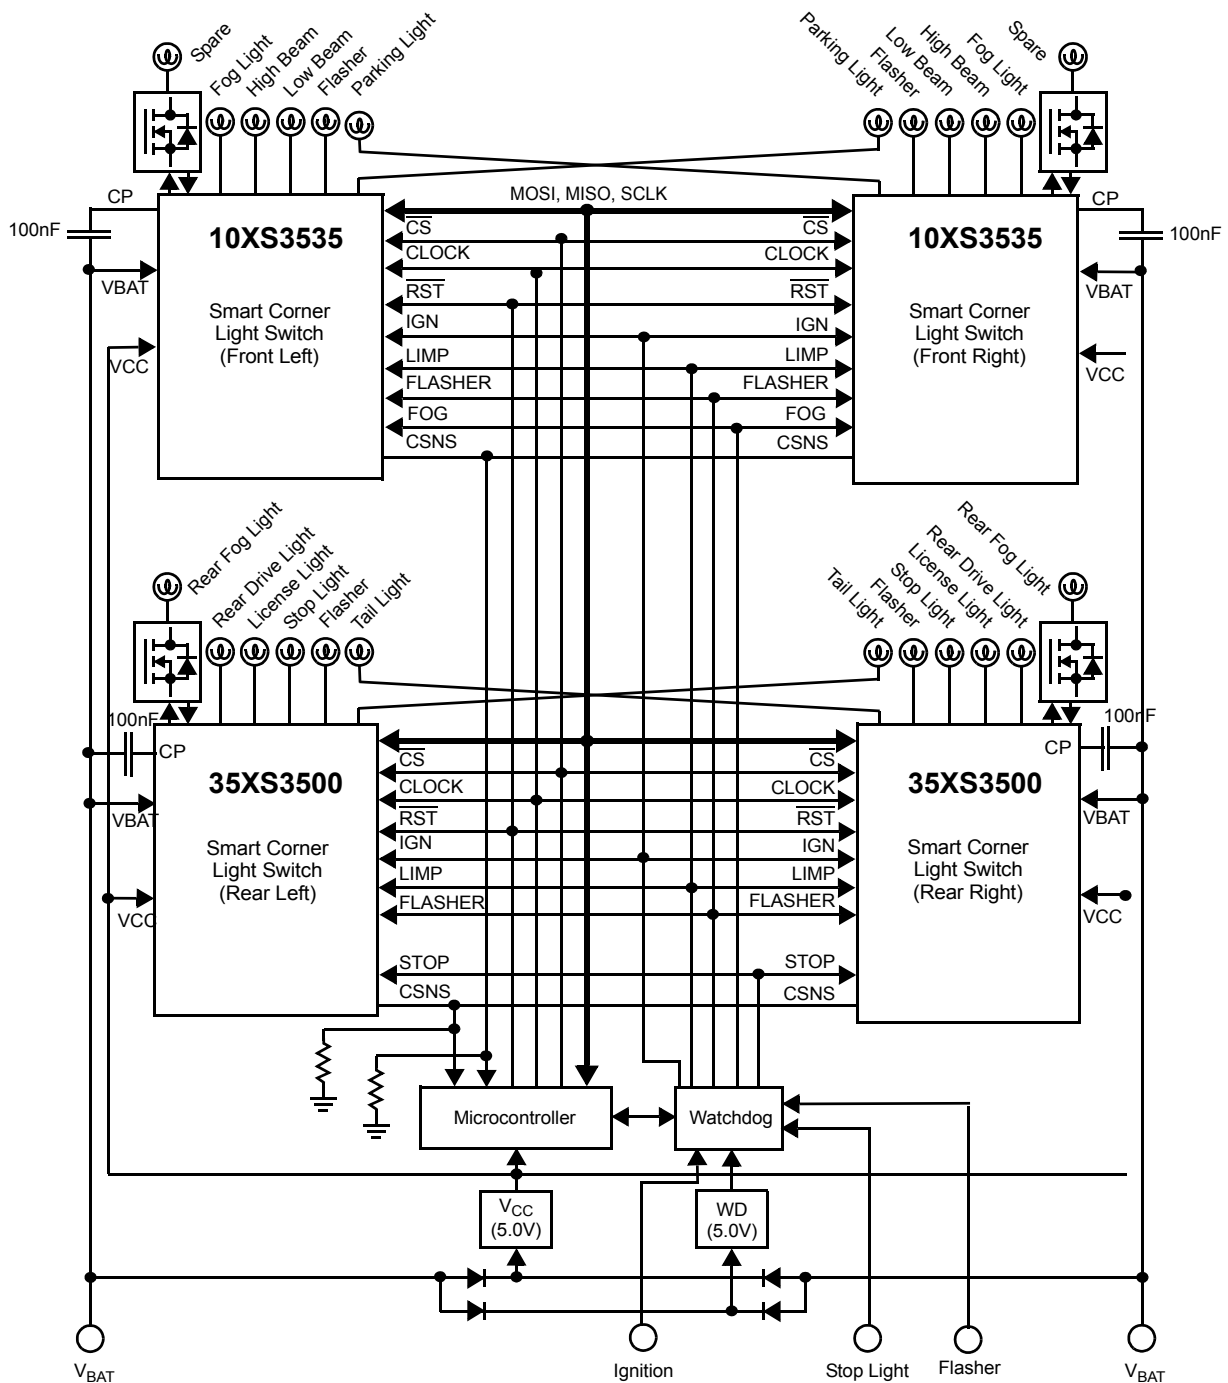 Spare
Fog Light
High Beam
Low Beam
Flasher
Parking Light
Parking Light
Flasher
Low Beam
High Beam
Fog Light
Spare
CP
100nF
VBAT
VCC
10XS3535
Smart Corner
Light Switch
(Front Left)
MOSI, MISO, SCLK
CS
CLOCK
RST
IGN
LIMP
FLASHER
FOG
CSNS
CS
CLOCK
RST
IGN
LIMP
FLASHER
FOG
CSNS
10XS3535
Smart Corner
Light Switch
(Front Right)
CP
100nF
VBAT
VCC
Rear Fog Light
Rear Drive Light
License Light
Stop Light
Flasher
Tail Light
Tail Light
Flasher
Stop Light
License Light
Rear Drive Light
Rear Fog Light
100nF
CP
VBAT
VCC
35XS3500
Smart Corner
Light Switch
(Rear Left)
CS
CLOCK
RST
IGN
LIMP
FLASHER
STOP
CSNS
CS
CLOCK
RST
IGN
LIMP
FLASHER
STOP
CSNS
100nF
CP
35XS3500
Smart Corner
Light Switch
(Rear Right)
VBAT
VCC
Microcontroller
Watchdog
VCC
(5.0V)
WD
(5.0V)
VBAT
Ignition
Stop Light
Flasher
VBAT